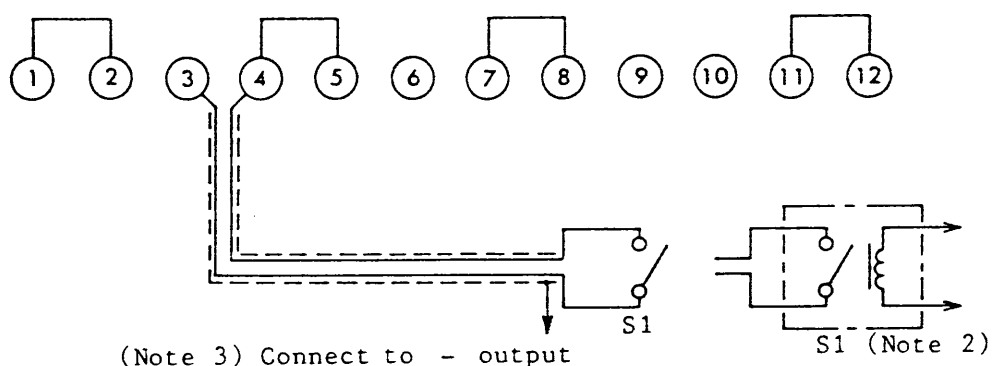 1 2 3 4 5 6 7 8 9 10 11 12
S1
S1 (Note 2)
(Note 3) Connect to - output